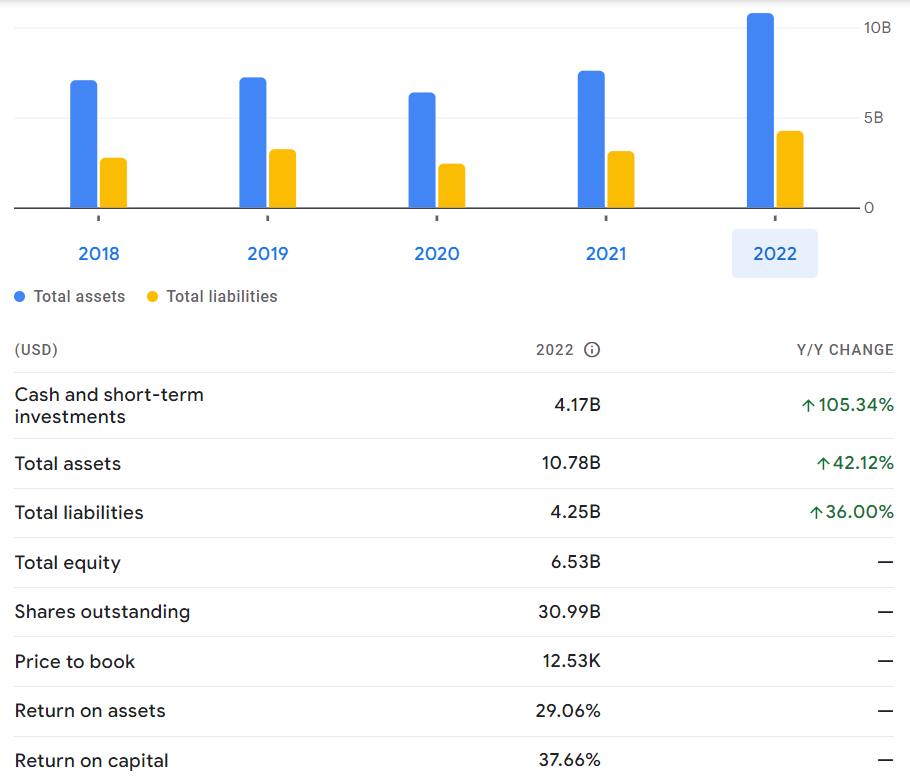 10B
5B
0
2018 2019 2020 2021 2022
Total assets Total liabilities
(USD) 2022 Y/Y CHANGE
Cash and short-term
investments 4.17B ↑105.34%
Total assets 10.78B ↑42.12%
Total liabilities 4.25B ↑36.00%
Total equity 6.53B —
Shares outstanding 30.99B —
Price to book 12.53K —
Return on assets 29.06% —
Return on capital 37.66% —